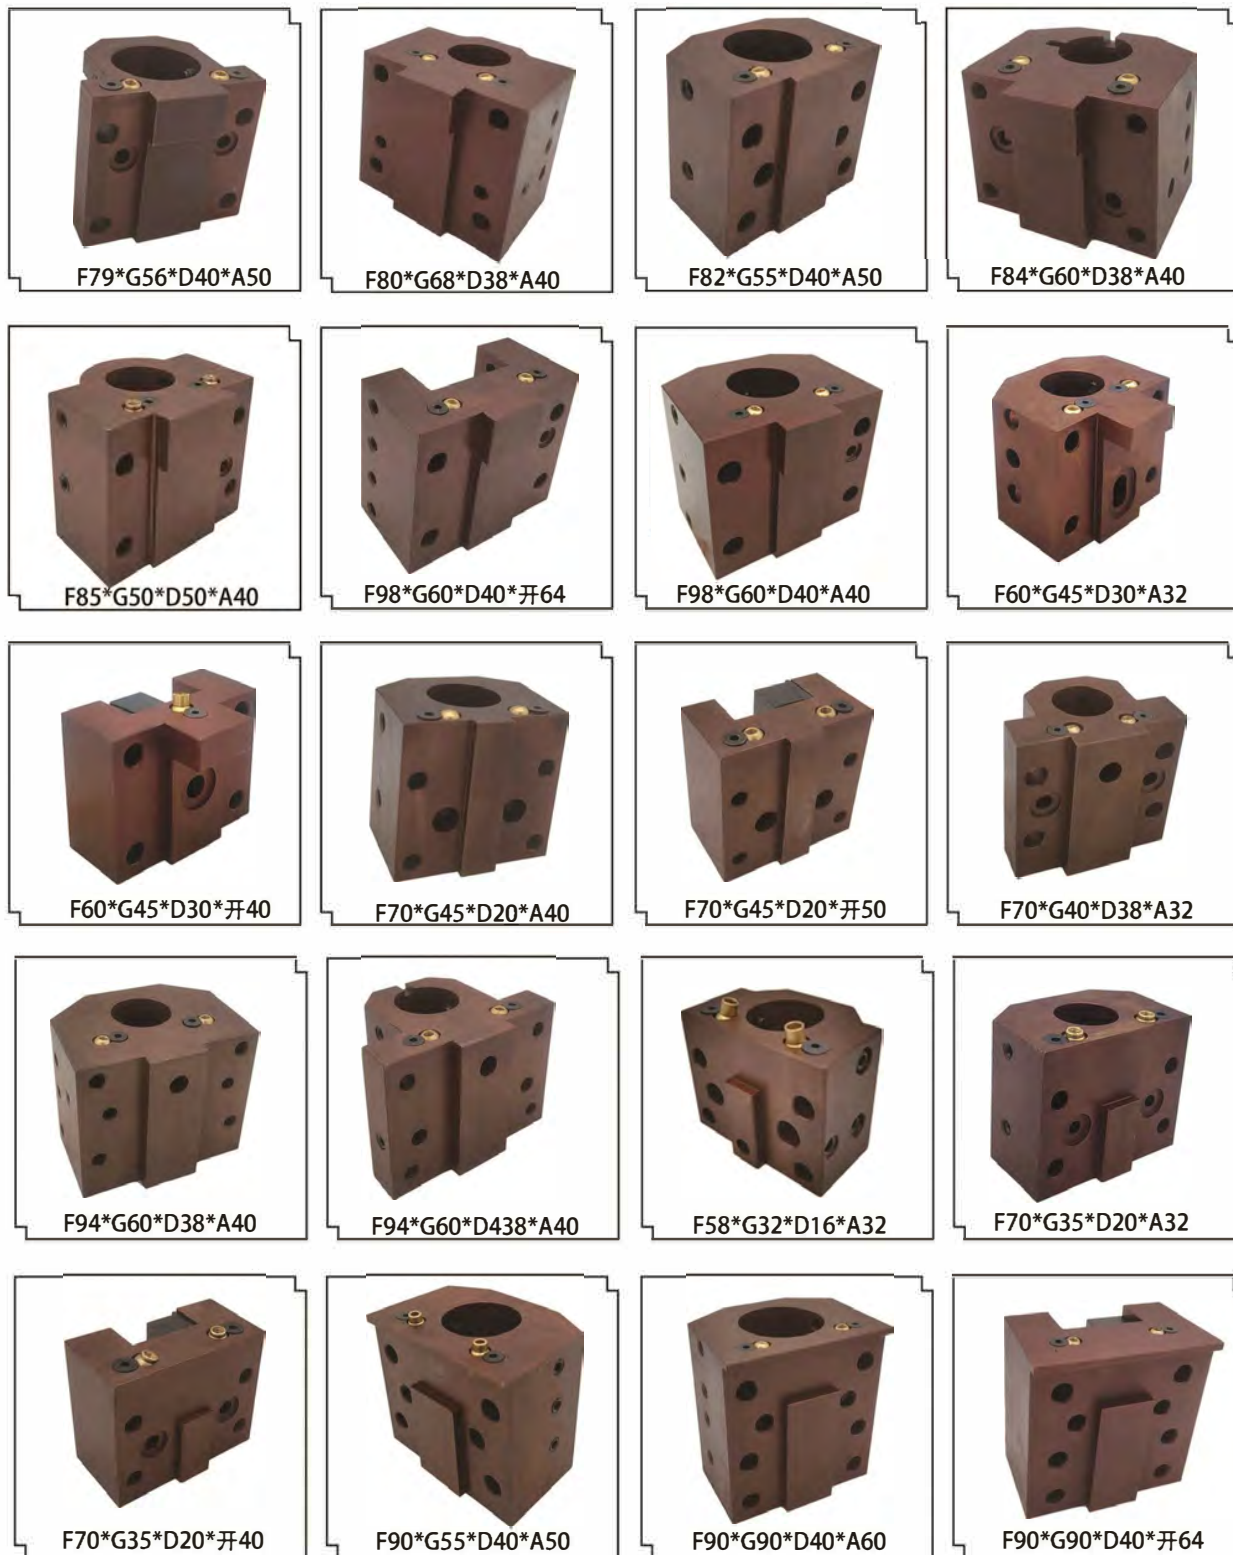 F79*G56*D40*A50
F80*G68*D38*A40
F82*G55*D40*A50
F84*G60*D38*A40
F85*G50*D50*A40
F98*G60*D40*开64
F98*G60*D40*A40
F60*G45*D30*A32
F60*G45*D30*开40
F70*G45*D20*A40
F70*G45*D20*开50
F70*G40*D38*A32
F94*G60*D38*A40
F94*G60*D438*A40
F58*G32*D16*A32
F70*G35*D20*A32
F70*G35*D20*开40
F90*G55*D40*A50
F90*G90*D40*A60
F90*G90*D40*开64